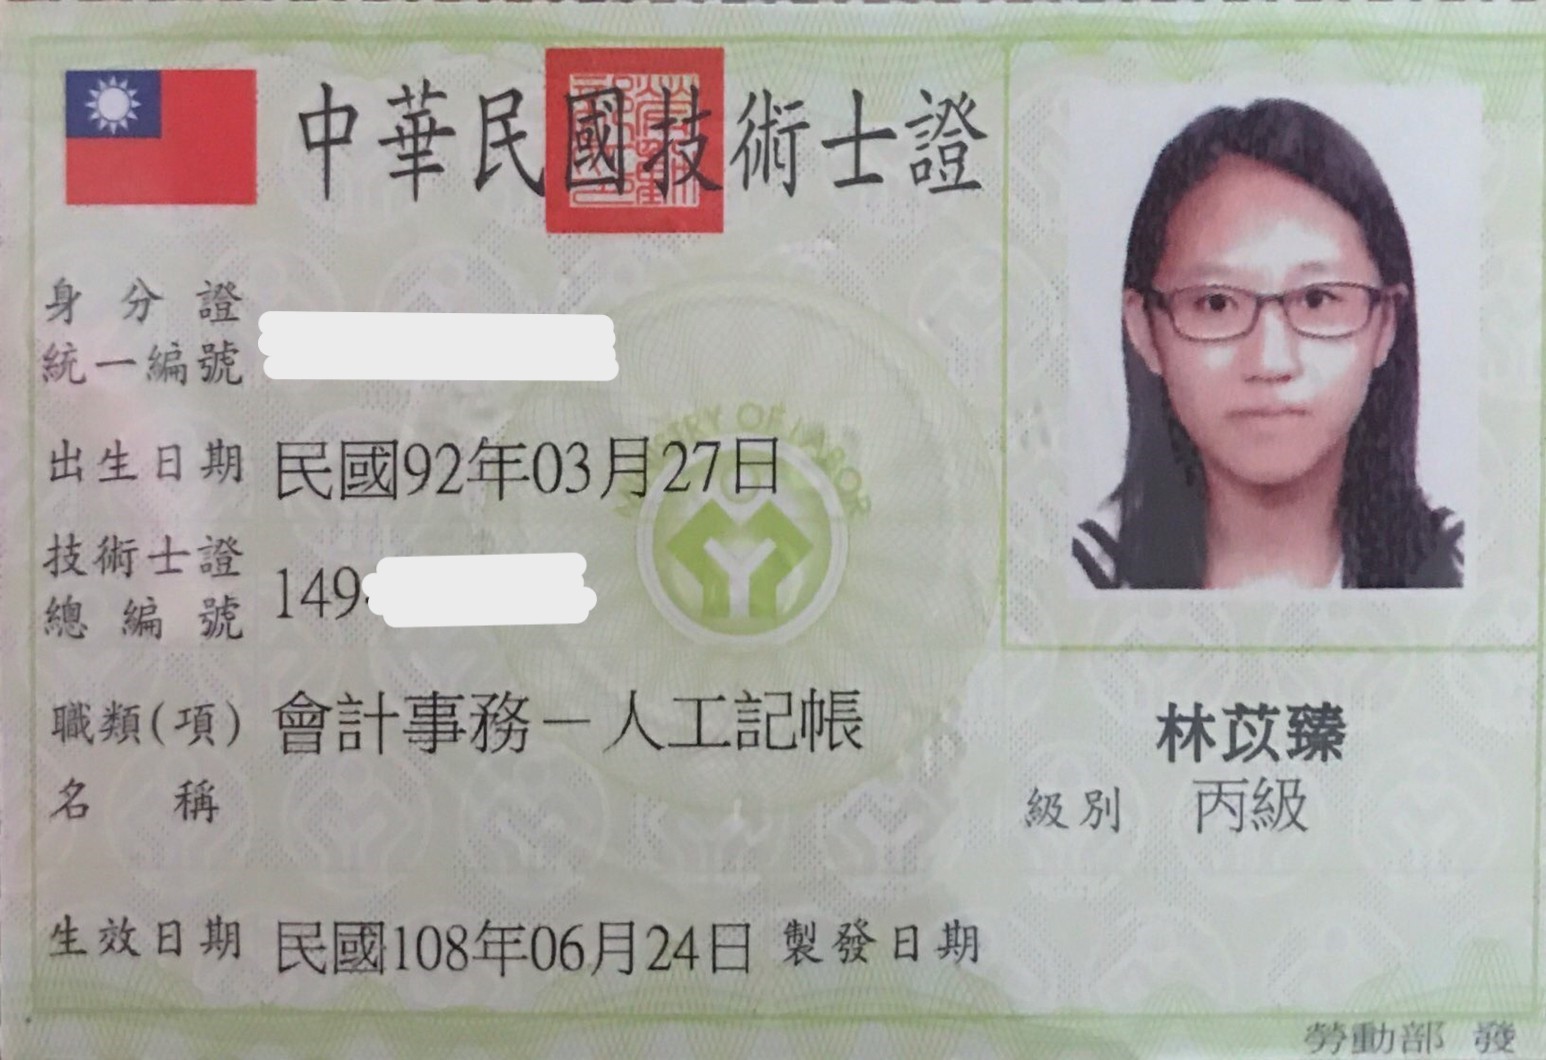 中華民國技術士證
身分證
統一編號
出生日期 民國92年03月27日
技術士證
總編號 149-
職類(項) 會計事務－人工記帳
名稱
林苡臻
級別 丙級
生效日期 民國108年06月24日 製發日期
勞動部 發
MINISTRY OF LABOR